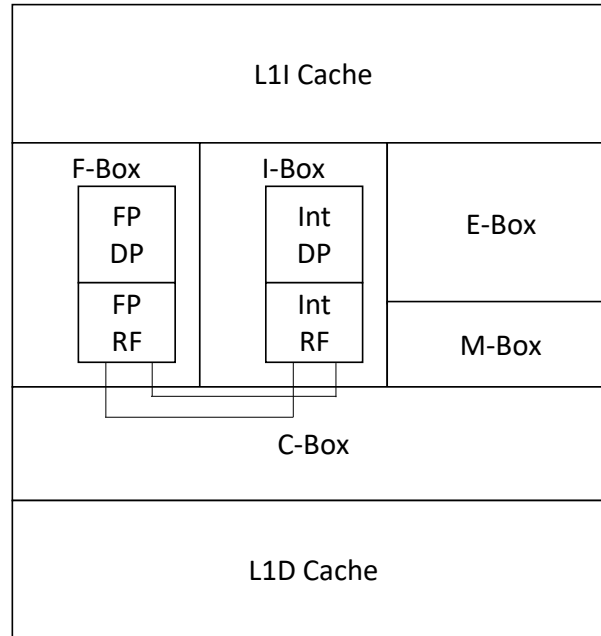 L1I Cache
F-Box
I-Box
FP
DP
Int
DP
E-Box
FP
RF
Int
RF
M-Box
C-Box
L1D Cache